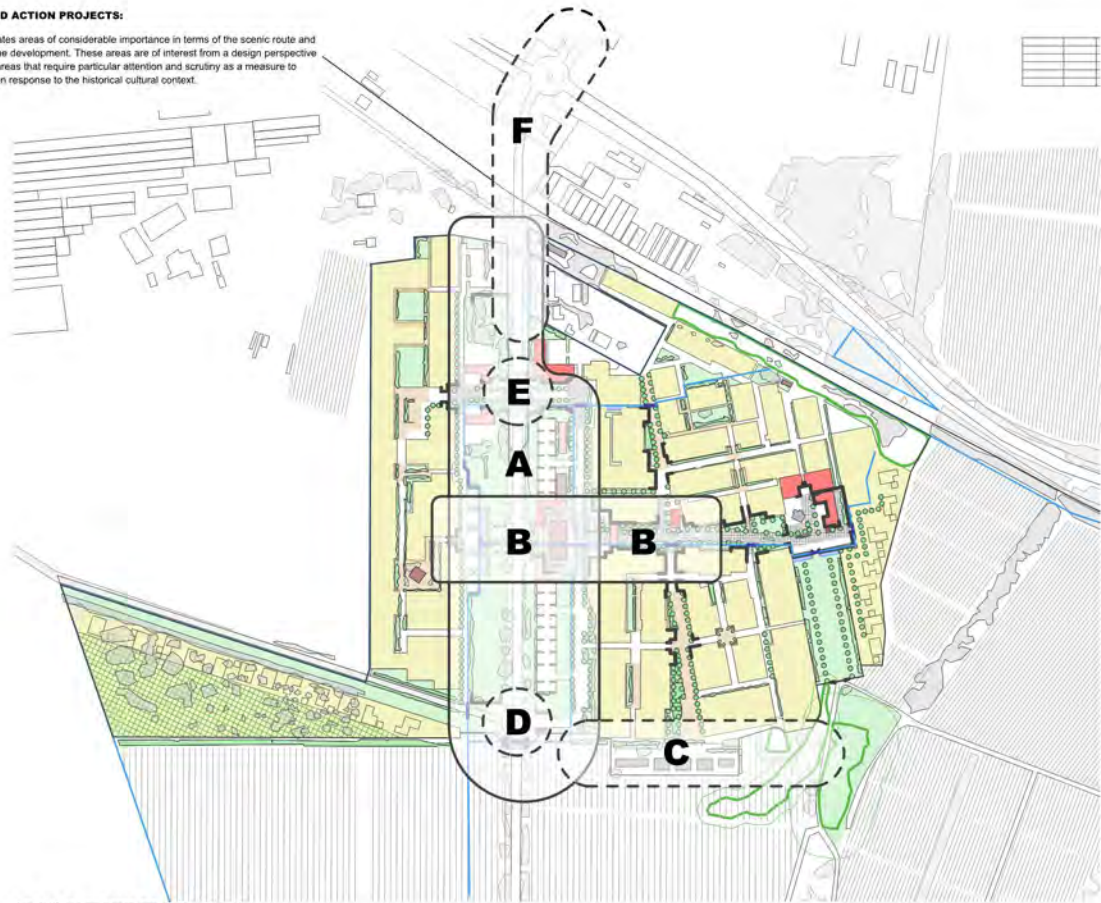 D ACTION PROJECTS:
ates areas of considerable importance in terms of the scenic route and
ne development. These areas are of interest from a design perspective
areas that require particular attention and scrutiny as a measure to
n response to the historical cultural context.
F
E
A
B B
D
C